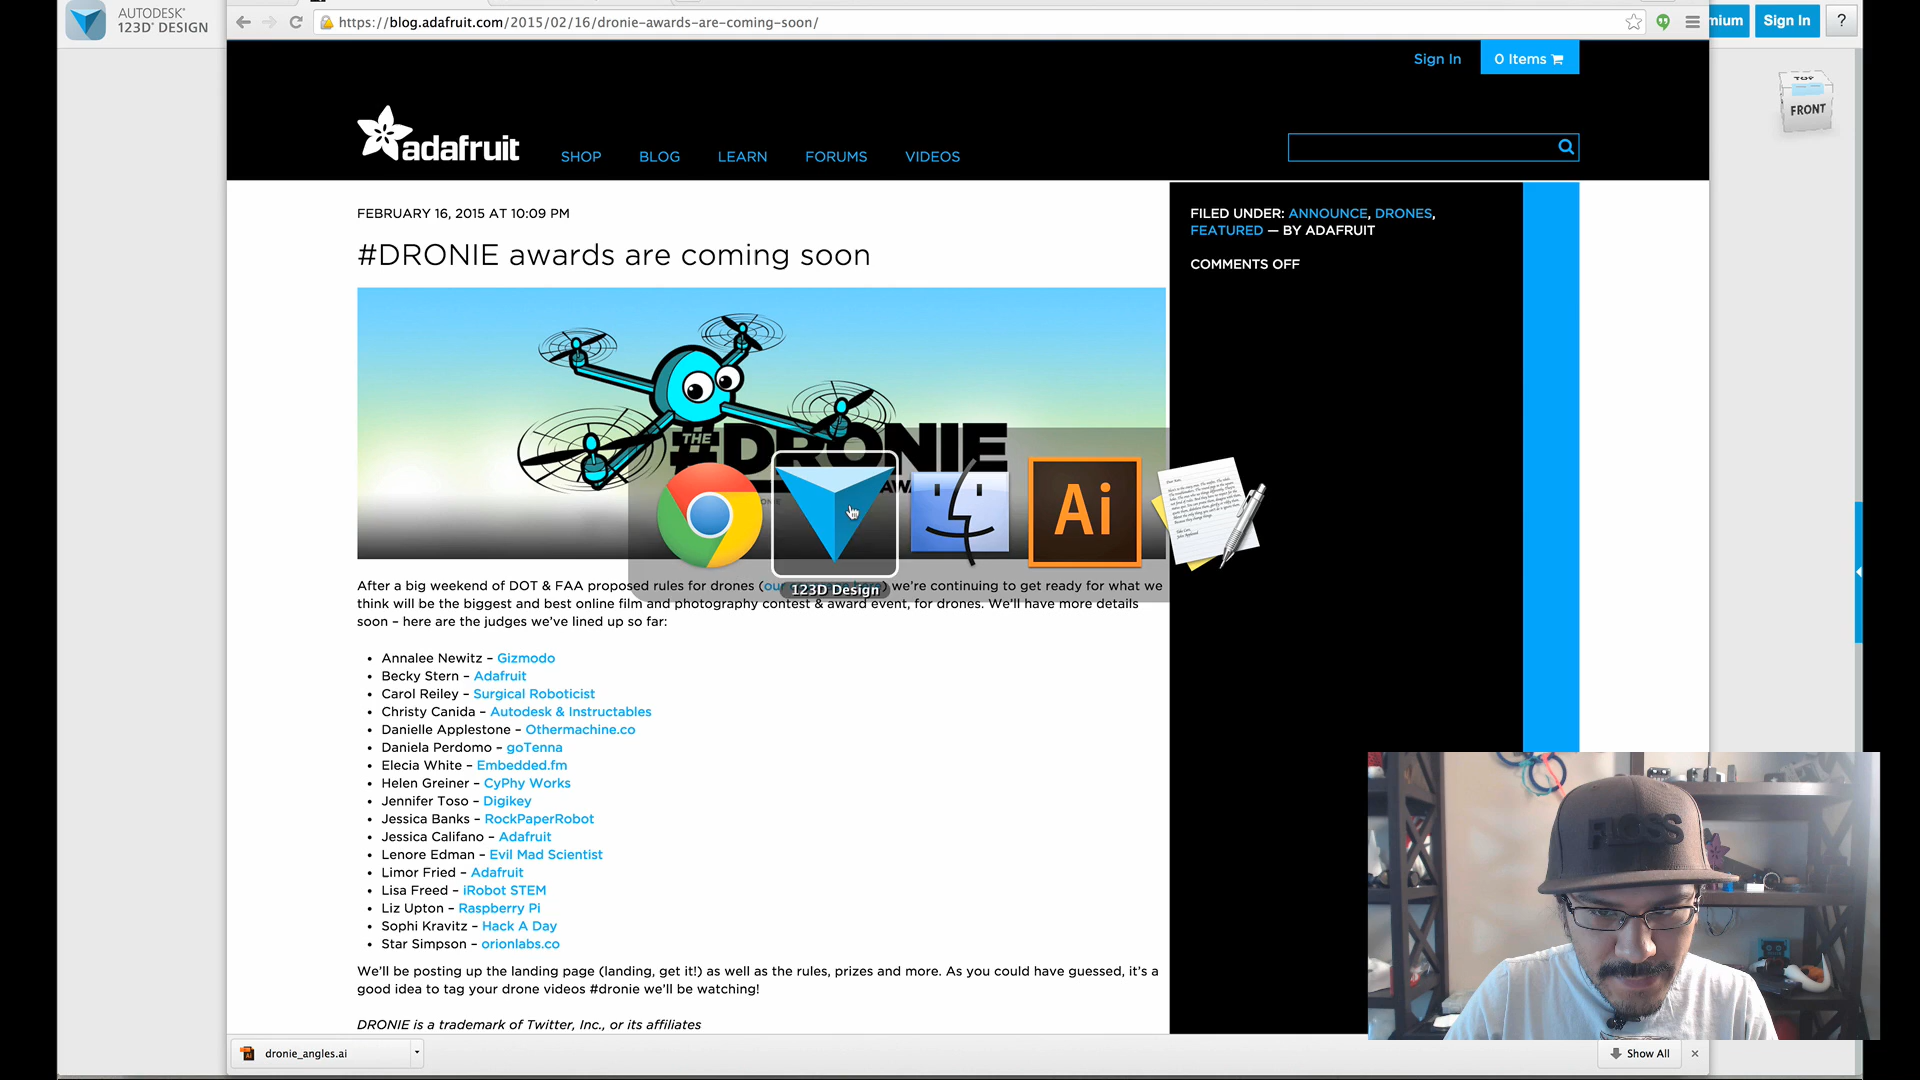 AUTODESK®
123D® DESIGN
https://blog.adafruit.com/2015/02/16/dronie-awards-are-coming-soon/
mium
Sign In
?
Sign In
0 Items
TOP
FRONT
adafruit
SHOP
BLOG
LEARN
FORUMS
VIDEOS
FEBRUARY 16, 2015 AT 10:09 PM
#DRONIE awards are coming soon
FILED UNDER: ANNOUNCE, DRONES,
FEATURED — BY ADAFRUIT
COMMENTS OFF
THE
#DRONIE
Ai
123D Design
After a big weekend of DOT & FAA proposed rules for drones (our
) we’re continuing to get ready for what we
think will be the biggest and best online film and photography contest & award event, for drones. We’ll have more details
soon – here are the judges we’ve lined up so far:
• Annalee Newitz – Gizmodo
• Becky Stern – Adafruit
• Carol Reiley – Surgical Roboticist
• Christy Canida – Autodesk & Instructables
• Danielle Applestone – Othermachine.co
• Daniela Perdomo – goTenna
• Elecia White – Embedded.fm
• Helen Greiner – CyPhy Works
• Jennifer Toso – Digikey
• Jessica Banks – RockPaperRobot
• Jessica Califano – Adafruit
• Lenore Edman – Evil Mad Scientist
• Limor Fried – Adafruit
• Lisa Freed – iRobot STEM
• Liz Upton – Raspberry Pi
• Sophi Kravitz – Hack A Day
• Star Simpson – orionlabs.co
We’ll be posting up the landing page (landing, get it!) as well as the rules, prizes and more. As you could have guessed, it’s a
good idea to tag your drone videos #dronie we’ll be watching!
DRONIE is a trademark of Twitter, Inc., or its affiliates
FLOSS
dronie_angles.ai
Show All